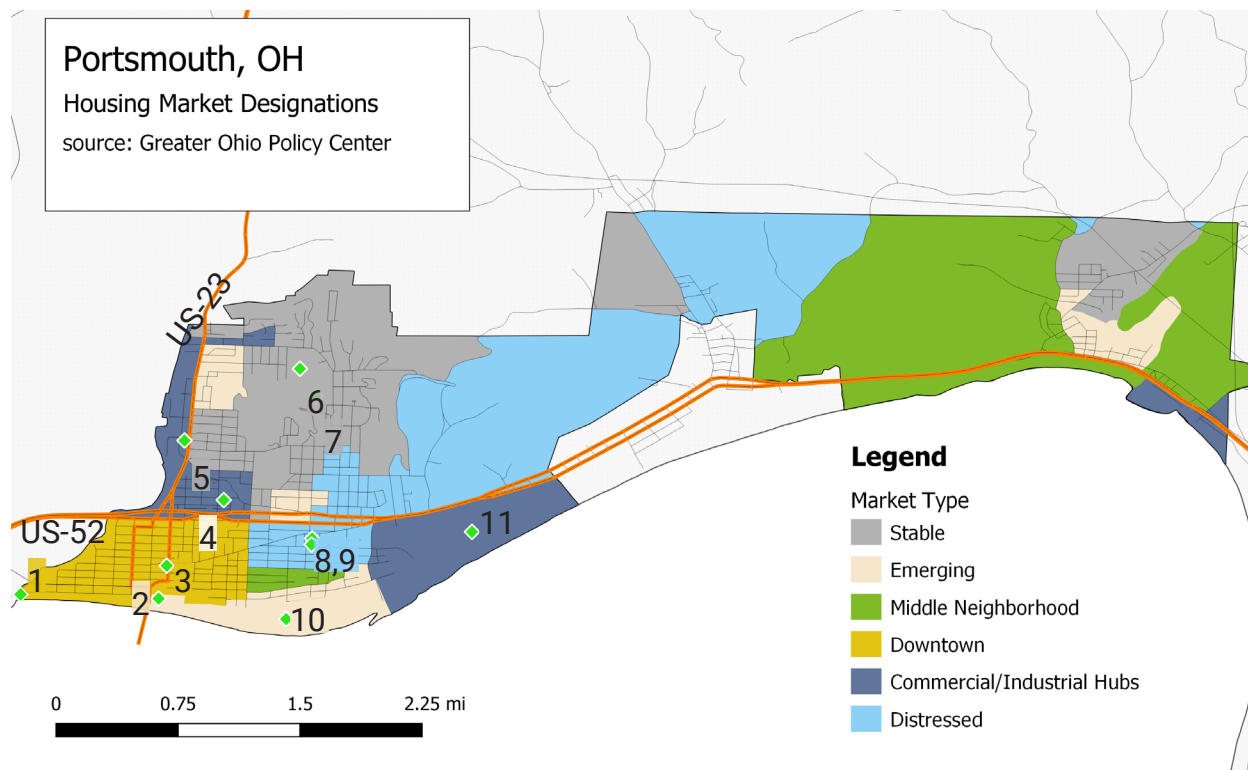 Portsmouth, OH
Housing Market Designations
source: Greater Ohio Policy Center
US-23
6
7
5
US-52
4
11
8,9
1
3
2
10
Legend
Market Type
Stable
Emerging
Middle Neighborhood
Downtown
Commercial/Industrial Hubs
Distressed
0 0.75 1.5 2.25 mi